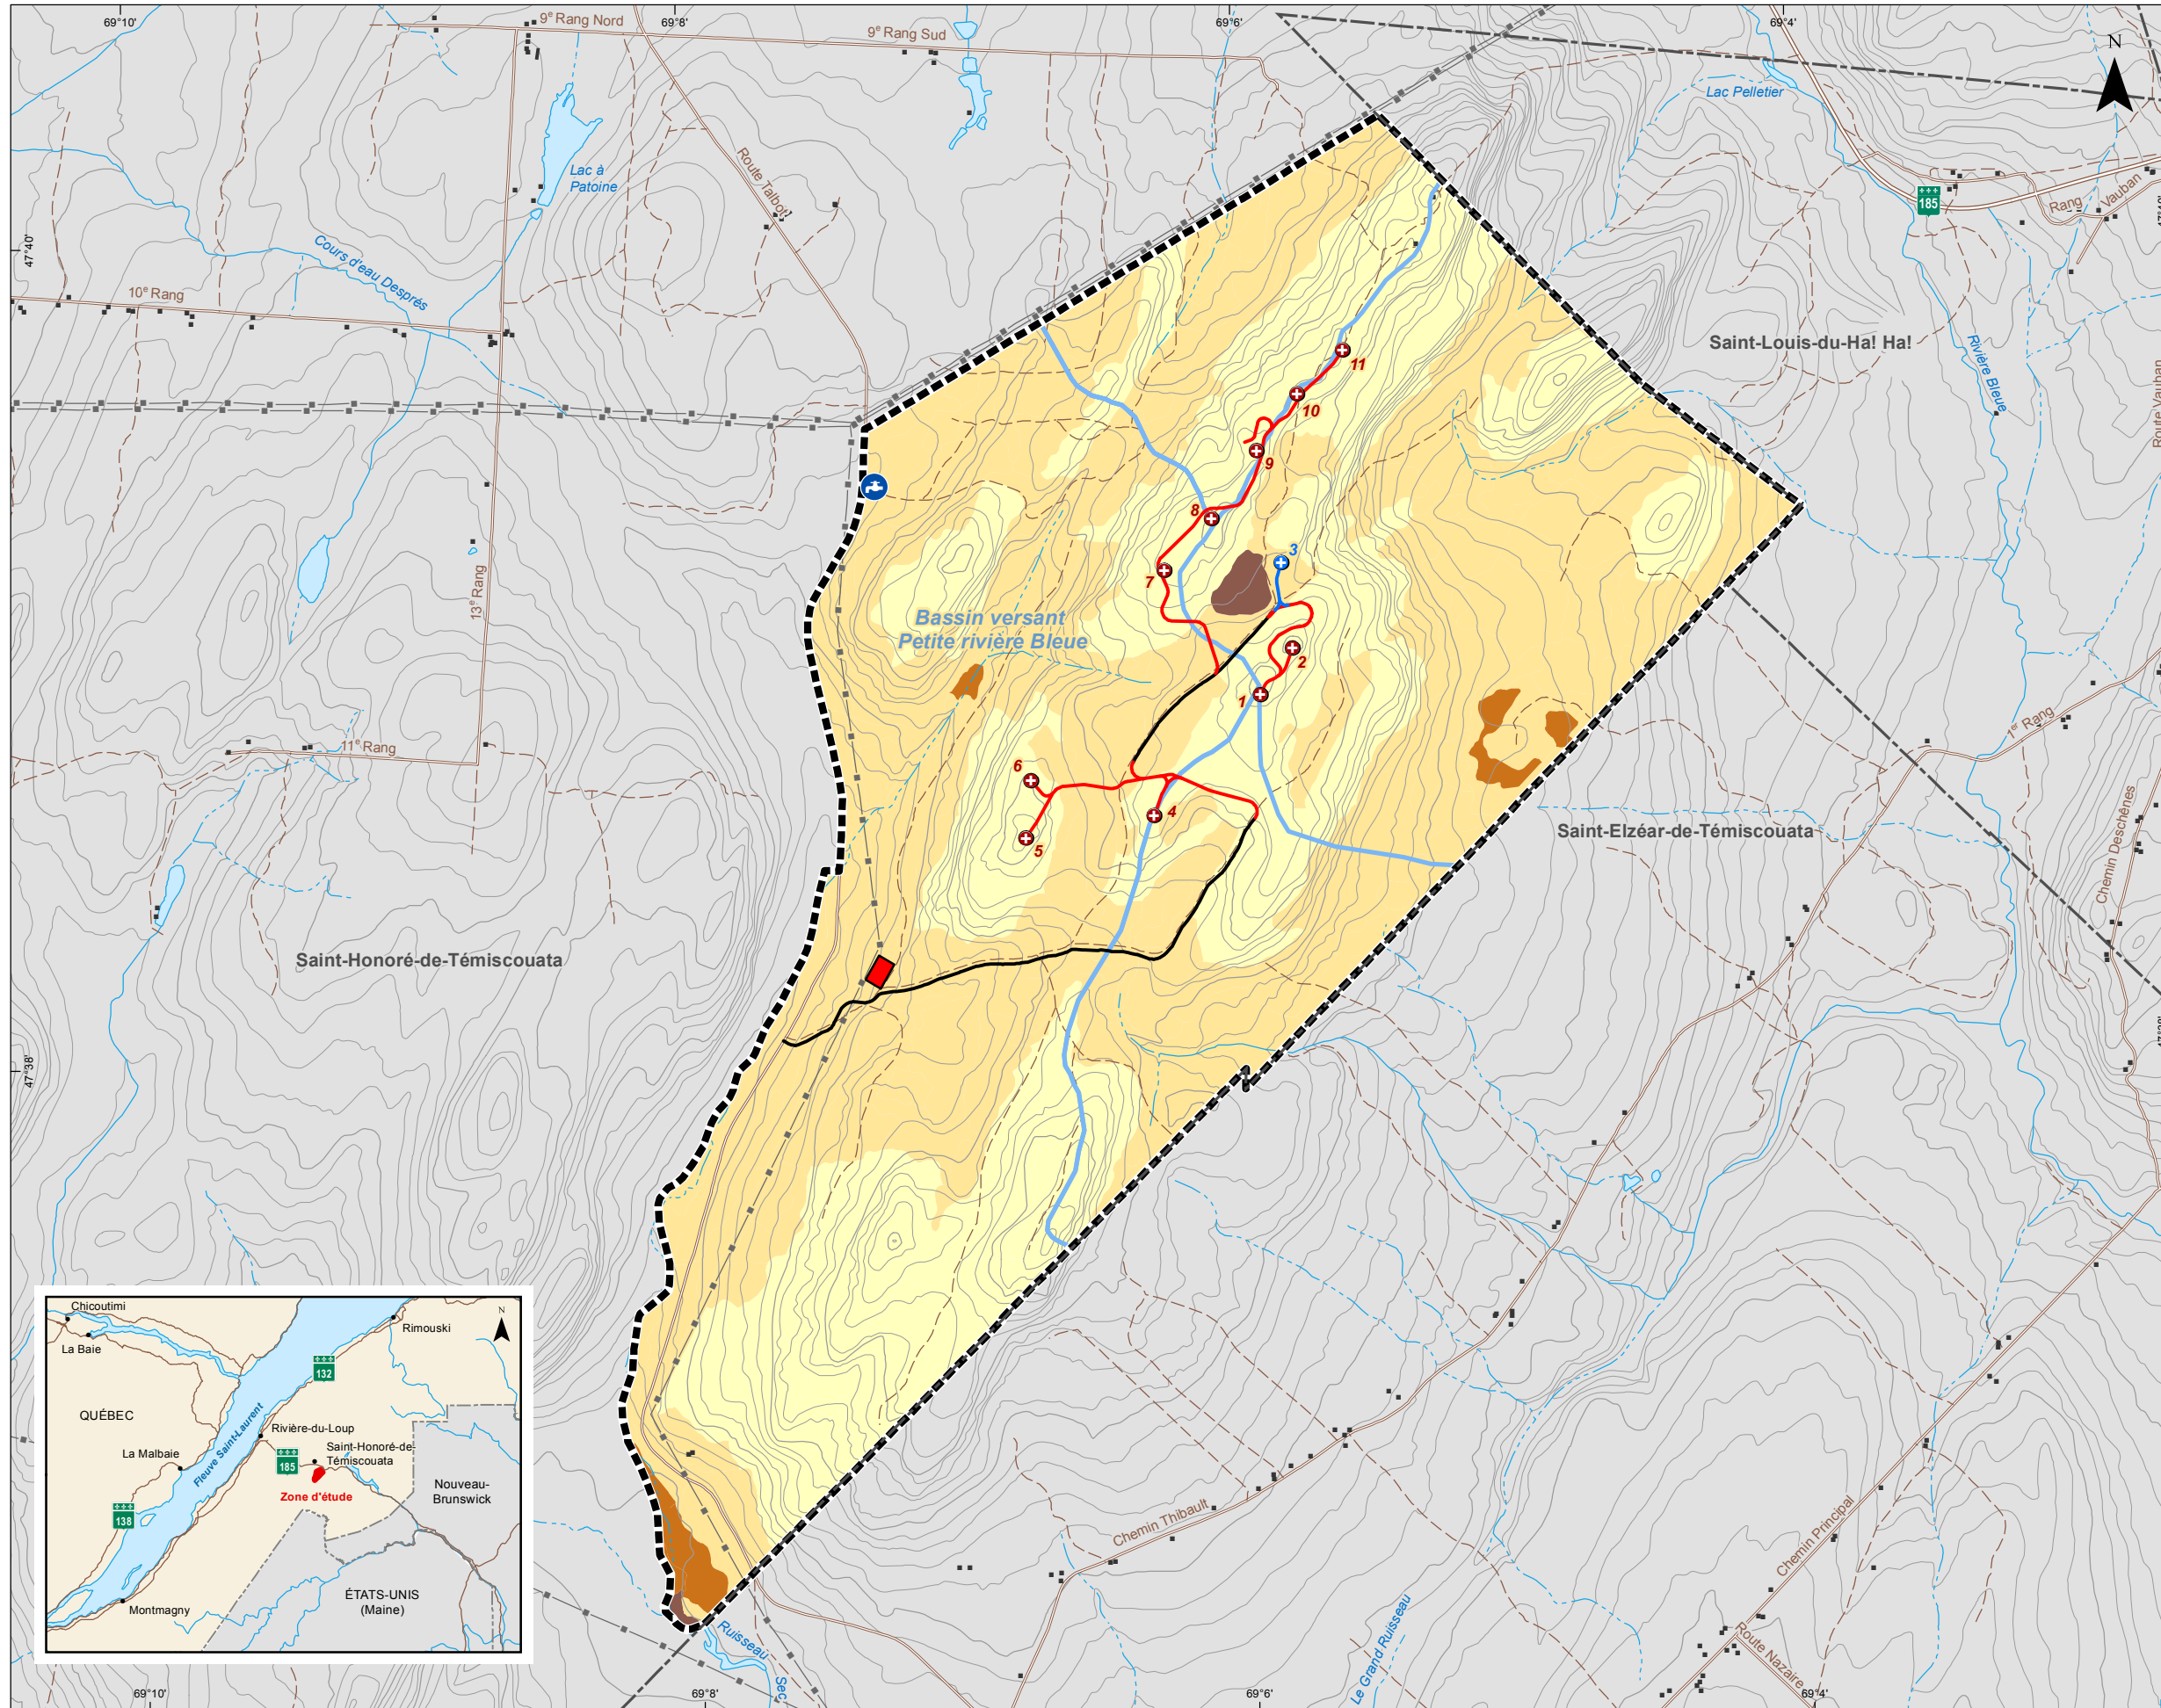 69°10'
69°8'
69°6'
69°4'
9e Rang Nord
9e Rang Sud
N
Lac Pelletier
Lac à
Patoine
Route Talbot
185
Rang
Vauban
47°40'
Cours d'eau Després
10e Rang
Saint-Louis-du-Ha! Ha!
Rivière Bleue
Route Vauban
11
10
9
8
3
7
13e Rang
Bassin versant
Petite rivière Bleue
2
1
11e Rang
1er Rang
6
4
5
Chemin Deschênes
Saint-Elzéar-de-Témiscouata
Saint-Honoré-de-Témiscouata
47°38'
Chicoutimi
N
Rimouski
La Baie
132
QUÉBEC
Fleuve Saint-Laurent
Rivière-du-Loup
La Malbaie
Saint-Honoré-de-
Témiscouata
185
Zone d'étude
Nouveau-
Brunswick
138
ÉTATS-UNIS
(Maine)
Montmagny
Chemin Thibault
Chemin Principal
Ruisseau
Sec
Le Grand Ruisseau
Route Nazaire
69°10'
69°8'
69°6'
69°4'